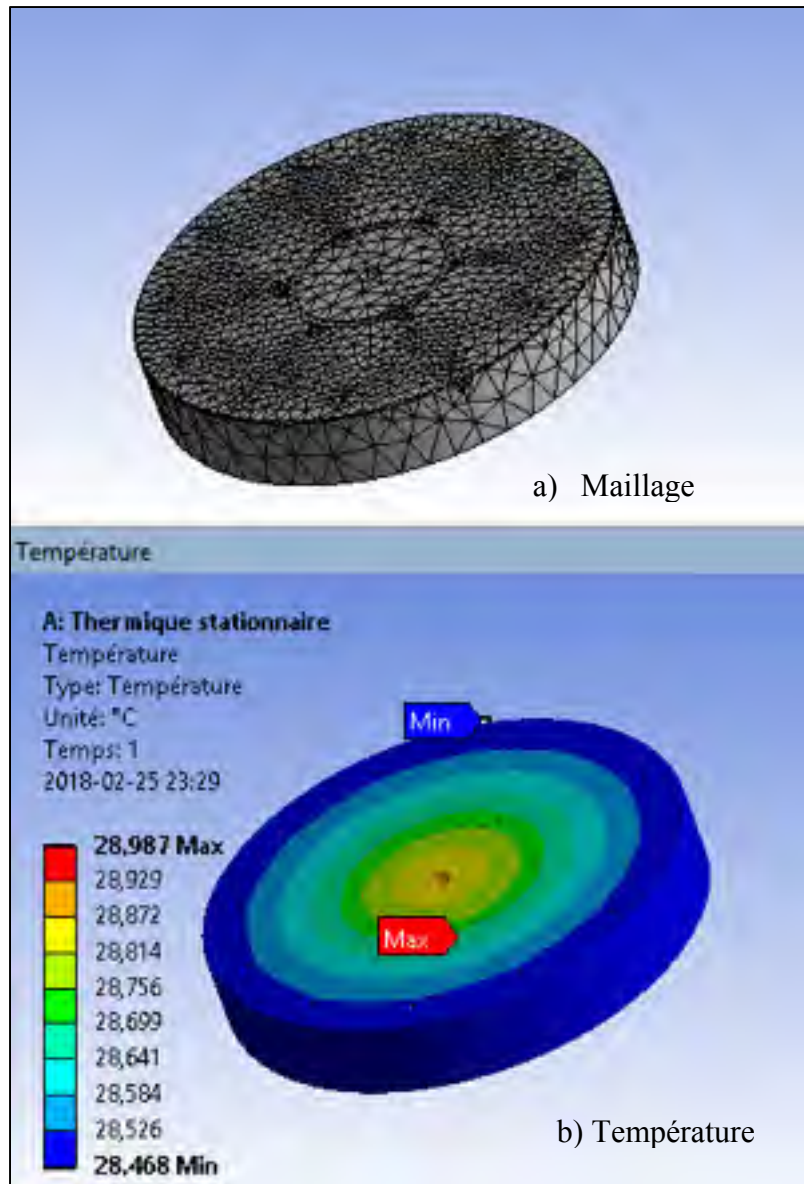 a) Maillage
Température
A: Thermique stationnaire
Température
Type: Température
Unité: °C
Temps: 1
2018-02-25 23:29
Min
28,987 Max
28,929
28,872
28,814
28,756
28,699
28,641
28,584
28,526
28,468 Min
Max
b) Température